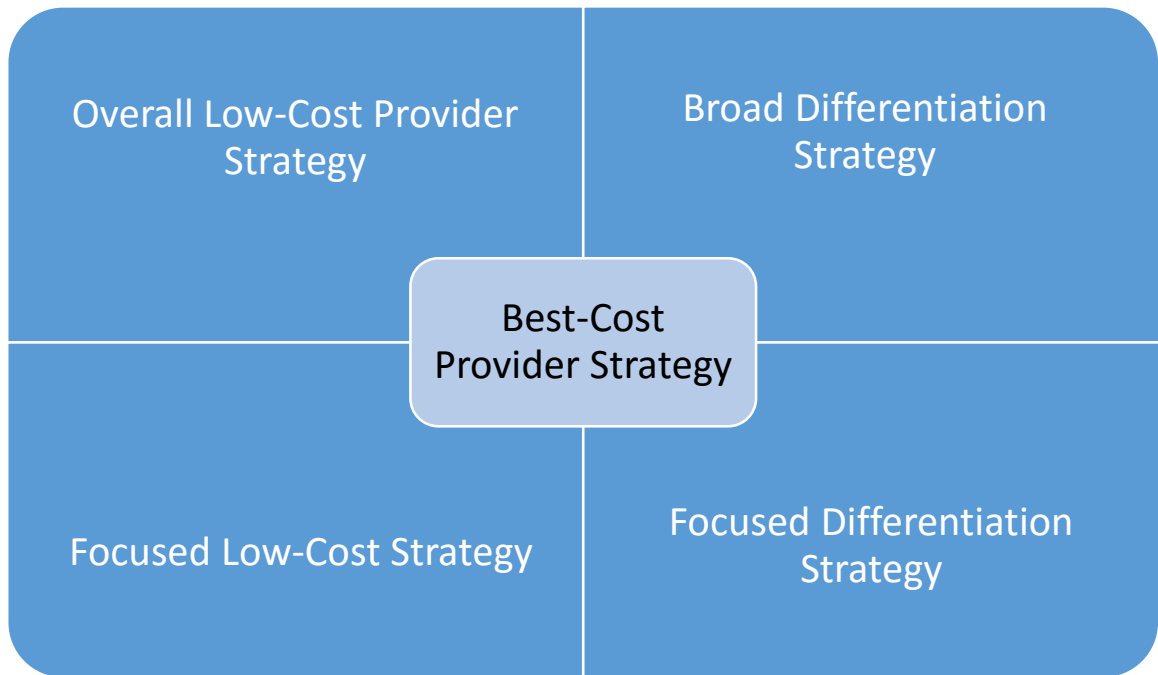 Overall Low-Cost Provider
Strategy
Broad Differentiation
Strategy
Best-Cost
Provider Strategy
Focused Low-Cost Strategy
Focused Differentiation
Strategy